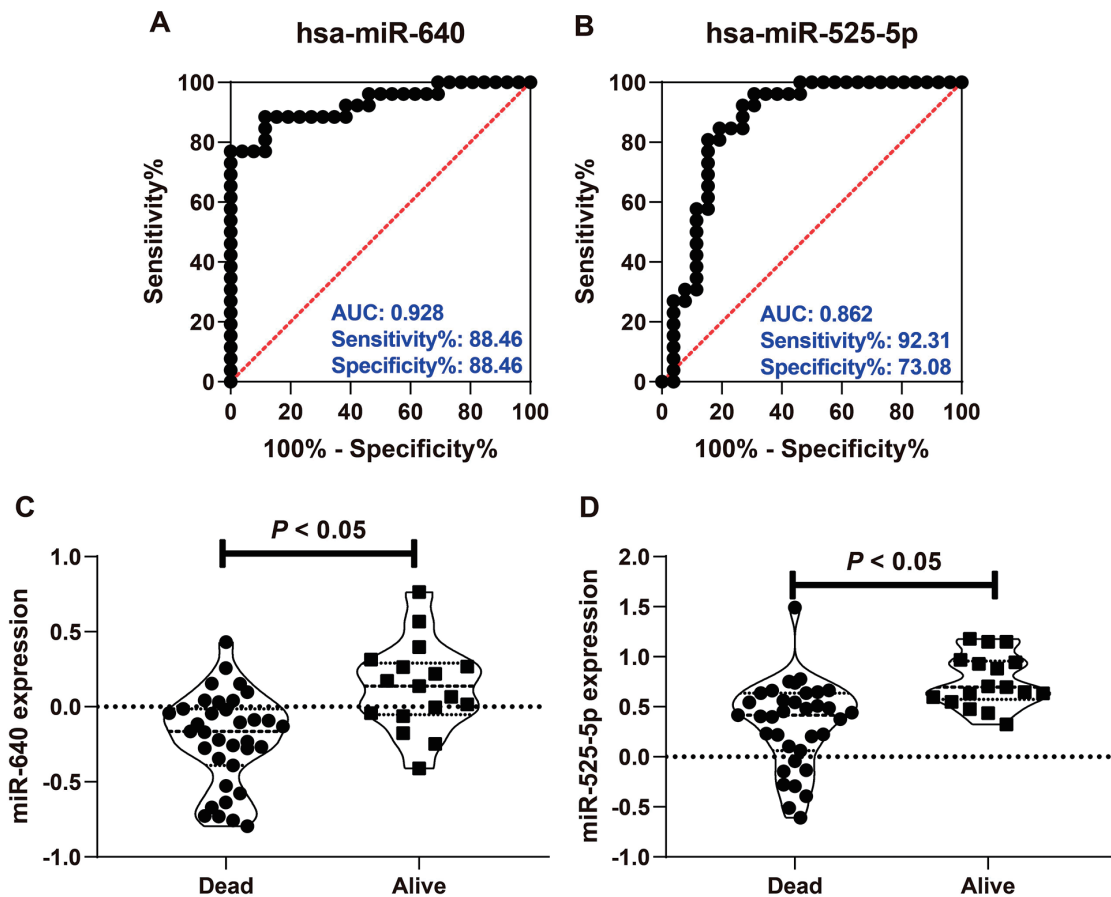 A
hsa-miR-640
Sensitivity%
100
80
60
40
20
0
AUC: 0.928
Sensitivity%: 88.46
Specificity%: 88.46
0 20 40 60 80 100
100% - Specificity%
B
hsa-miR-525-5p
Sensitivity%
100
80
60
40
20
0
AUC: 0.862
Sensitivity%: 92.31
Specificity%: 73.08
0 20 40 60 80 100
100% - Specificity%
C
P < 0.05
miR-640 expression
1.0
0.5
0.0
-0.5
-1.0
Dead Alive
D
P < 0.05
miR-525-5p expression
2.0
1.5
1.0
0.5
0.0
-0.5
-1.0
Dead Alive